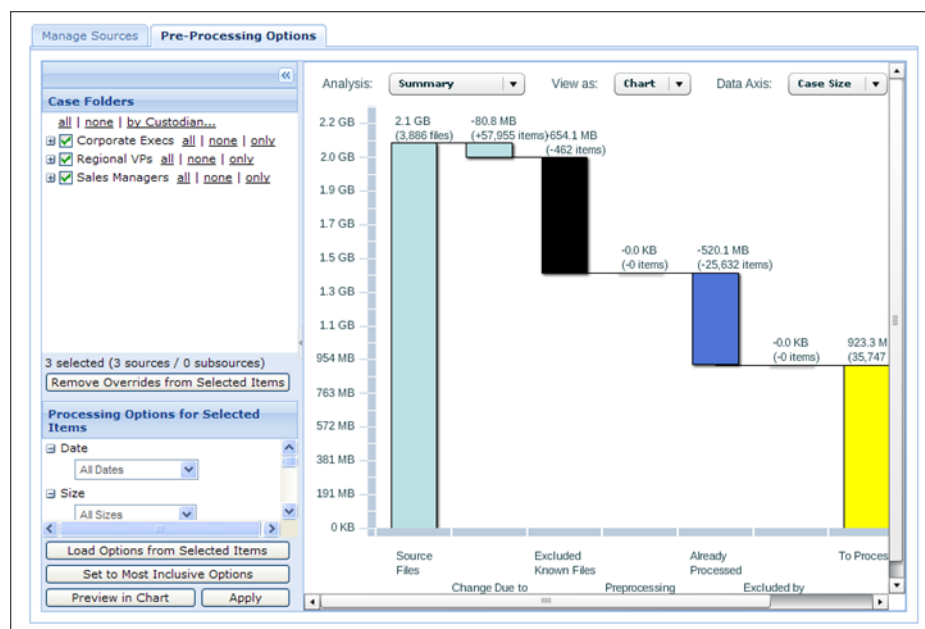 Manage Sources
Pre-Processing Options
Case Folders
all | none | by Custodian...
Corporate Execs all | none | only
Regional VPs all | none | only
Sales Managers all | none | only
3 selected (3 sources / 0 subsources)
Remove Overrides from Selected Items
Processing Options for Selected
Items
Date
All Dates
Size
All Sizes
Load Options from Selected Items
Set to Most Inclusive Options
Preview in Chart
Apply
Analysis: Summary View as: Chart Data Axis: Case Size
2.2 GB
2.0 GB
1.9 GB
1.7 GB
1.5 GB
1.3 GB
1.1 GB
954 MB
763 MB
572 MB
381 MB
191 MB
0 KB
2.1 GB
(3,886 files)
-80.8 MB
(+57,955 items)
-654.1 MB
(-462 items)
-0.0 KB
(-0 items)
-520.1 MB
(-25,632 items)
-0.0 KB
(-0 items)
923.3 M
(35,747
Source
Files
Change Due to
Excluded
Known Files
Preprocessing
Already
Processed
Excluded by
To Proces